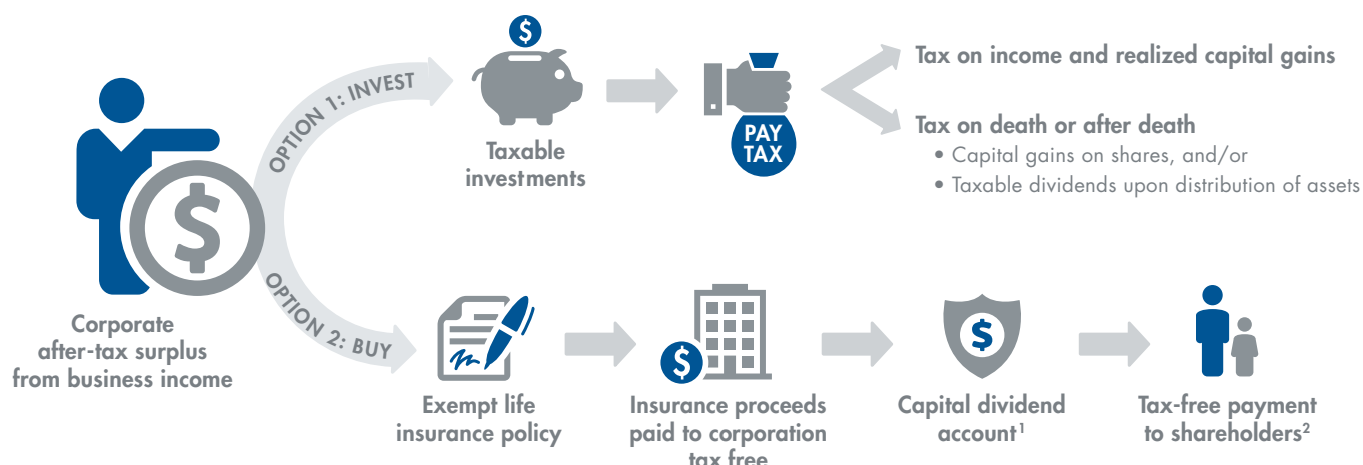 OPTION 1: INVEST
$
Taxable
investments
PAY
TAX
Tax on income and realized capital gains
Tax on death or after death
• Capital gains on shares, and/or
• Taxable dividends upon distribution of assets
$
Corporate
after-tax surplus
from business income
OPTION 2: BUY
Exempt life
insurance policy
$
Insurance proceeds
paid to corporation
tax free
$
Capital dividend
account¹
Tax-free payment
to shareholders²